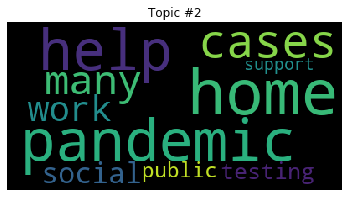 Topic #2
help cases
support
many home
work
pandemic
social public testing